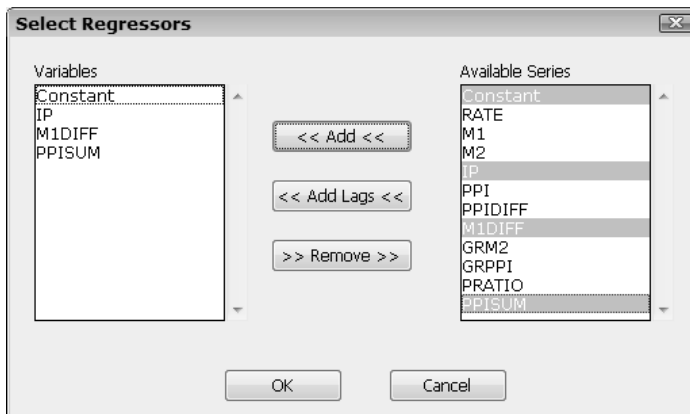 Select Regressors
Variables
Constant
IP
M1DIFF
PPISUM
<< Add <<
<< Add Lags <<
>> Remove >>
Available Series
Constant
RATE
M1
M2
IP
PPI
PPIDIFF
M1DIFF
GRM2
GRPPI
PRATIO
PPISUM
OK
Cancel